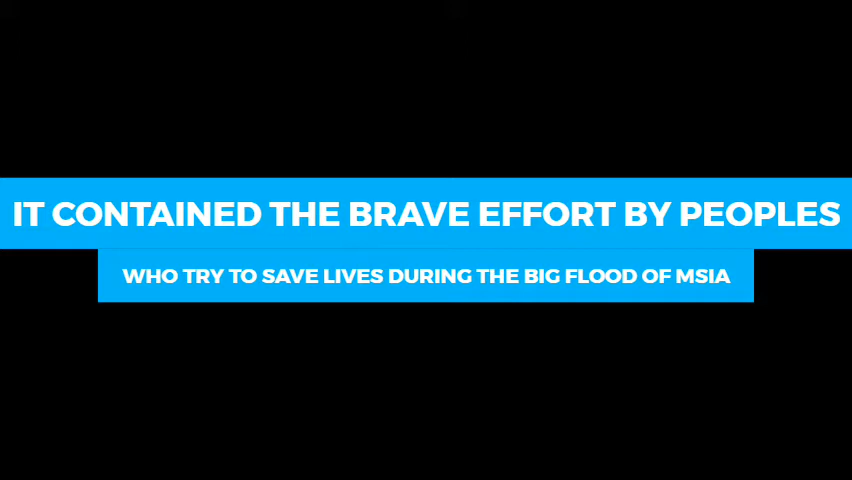 IT CONTAINED THE BRAVE EFFORT BY PEOPLES
WHO TRY TO SAVE LIVES DURING THE BIG FLOOD OF MSIA